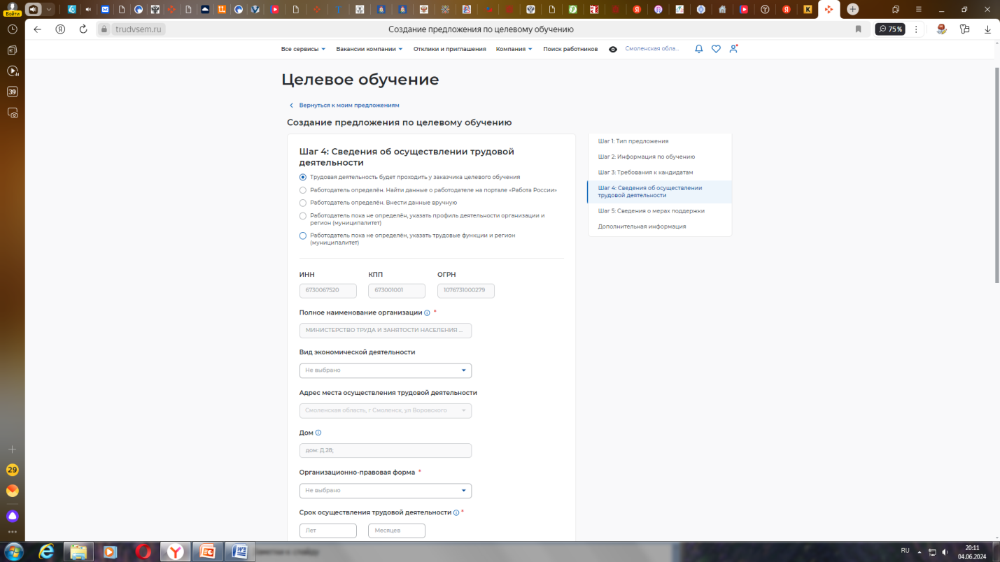 Войти
trudvsem.ru
Создание предложения по целевому обучению
75%
Все сервисы
Вакансии компании
Отклики и приглашения
Компания
Поиск работников
Смоленская обла...
39
Целевое обучение
Вернуться к моим предложениям
Создание предложения по целевому обучению
Шаг 4: Сведения об осуществлении трудовой
деятельности
Трудовая деятельность будет проходить у заказчика целевого обучения
Работодатель определён. Найти данные о работодателе на портале «Работа России»
Работодатель определён. Внести данные вручную
Работодатель пока не определён, указать профиль деятельности организации и
регион (муниципалитет)
Работодатель пока не определён, указать трудовые функции и регион
(муниципалитет)
Шаг 1: Тип предложения
Шаг 2: Информация по обучению
Шаг 3: Требования к кандидатам
Шаг 4: Сведения об осуществлении
трудовой деятельности
Шаг 5: Сведения о мерах поддержки
Дополнительная информация
ИНН
КПП
ОГРН
6730067520
673001001
1076731000279
Полное наименование организации *
МИНИСТЕРСТВО ТРУДА И ЗАНЯТОСТИ НАСЕЛЕНИЯ ...
Вид экономической деятельности
Не выбрано
Адрес места осуществления трудовой деятельности
Смоленская область, г Смоленск, ул Воровского
Дом
дом: Д.28;
Организационно-правовая форма *
Не выбрано
Срок осуществления трудовой деятельности *
Лет
Месяцев
29
RU
20:11
04.06.2024